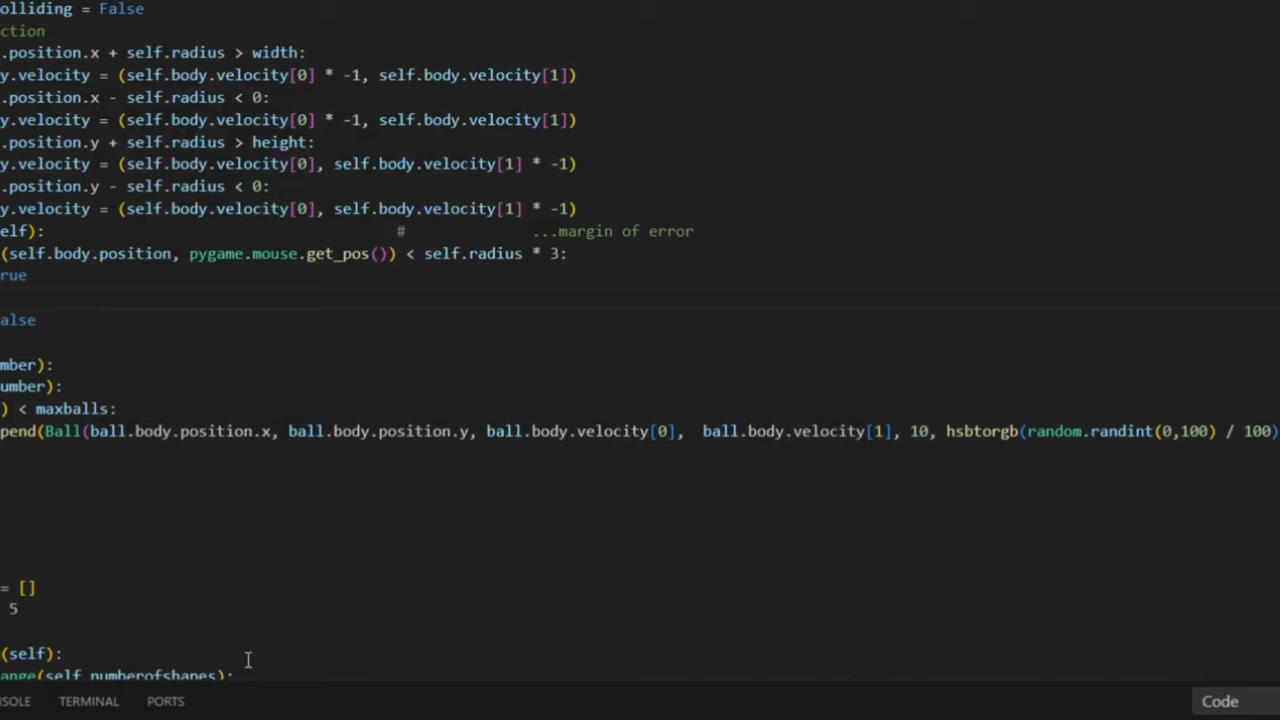 olliding = False
ction
.position.x + self.radius > width:
y.velocity = (self.body.velocity[0] * -1, self.body.velocity[1])
.position.x - self.radius < 0:
y.velocity = (self.body.velocity[0] * -1, self.body.velocity[1])
.position.y + self.radius > height:
y.velocity = (self.body.velocity[0], self.body.velocity[1] * -1)
.position.y - self.radius < 0:
y.velocity = (self.body.velocity[0], self.body.velocity[1] * -1)
elf): # ...margin of error
(self.body.position, pygame.mouse.get_pos()) < self.radius * 3:
rue
alse
mber):
umber):
) < maxballs:
pend(Ball(ball.body.position.x, ball.body.position.y, ball.body.velocity[0], ball.body.velocity[1], 10, hsbtorgb(random.randint(0,100) / 100)
= []
5
(self):
ange(self.numberofshapes):
SOLE TERMINAL PORTS Code